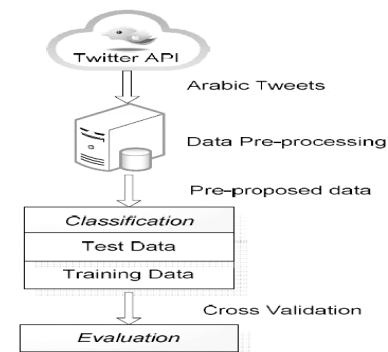 Twitter API
Arabic Tweets
Data Pre-processing
Pre-proposed data
Classification
Test Data
Training Data
Cross Validation
Evaluation